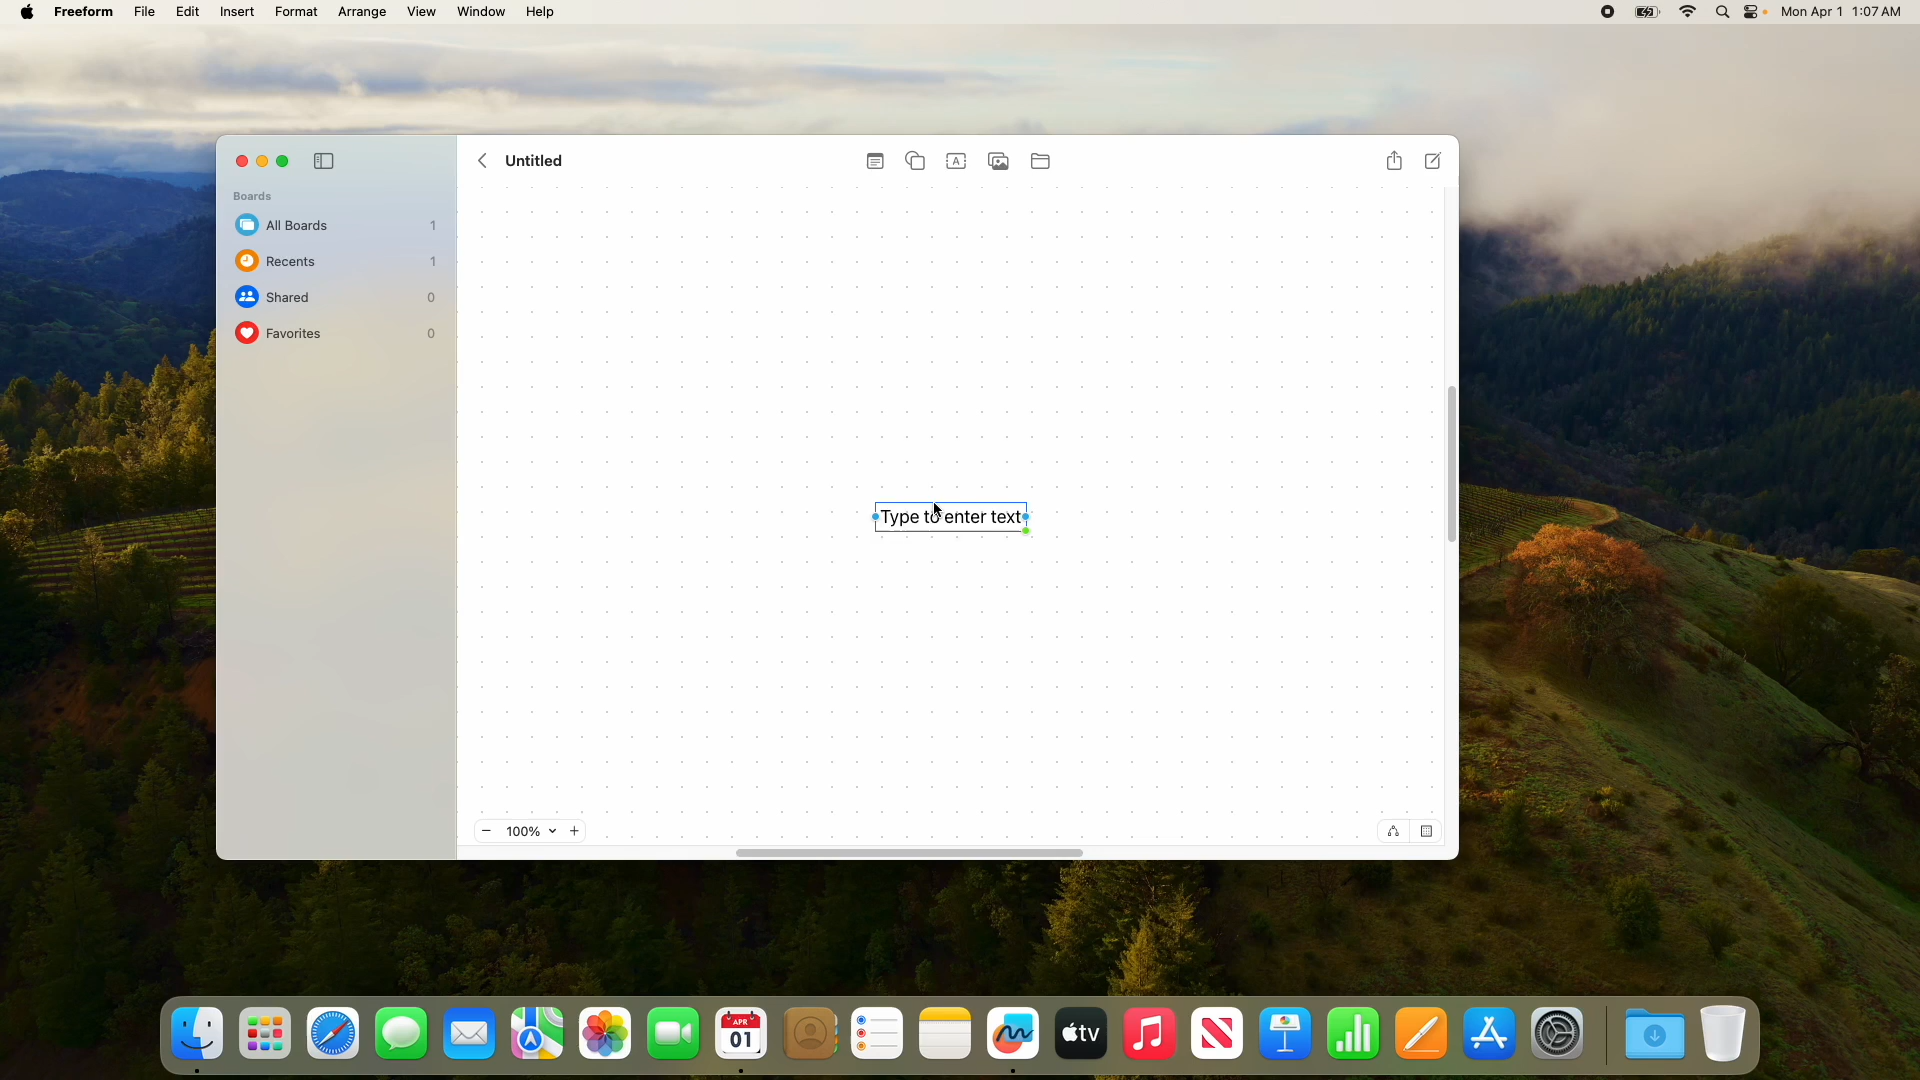 Freeform File Edit Insert Format Arrange View Window Help Mon Apr 1 1:07 AM
Untitled
Boards
All Boards 1
Recents 1
Shared 0
Favorites 0
Type to enter text
100%
APR
01
tv